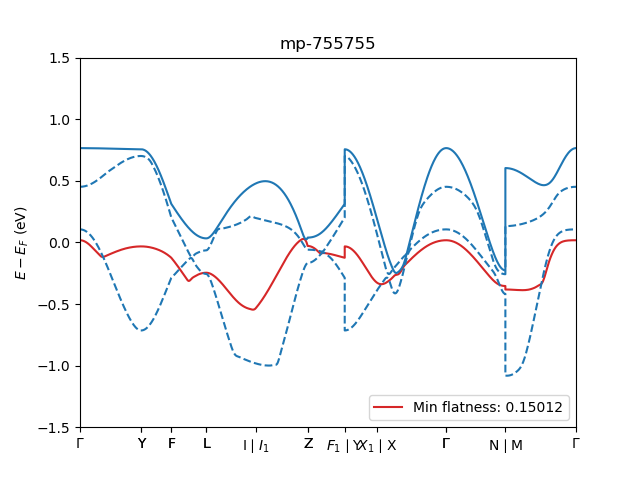 mp-755755
E − E_F (eV)
1.5
1.0
0.5
0.0
−0.5
−1.0
−1.5
Min flatness: 0.15012
Γ Y F L I | I₁ Z F₁ | Y X₁ | X Γ N | M Γ